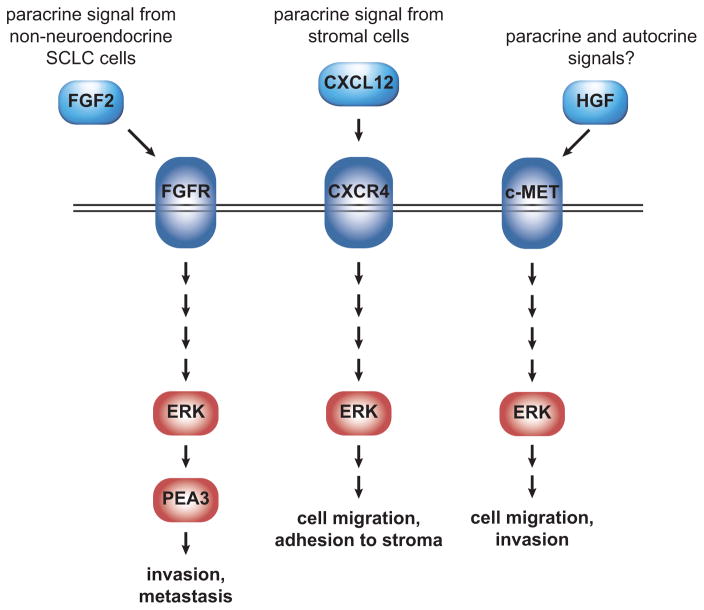 paracrine signal from
non-neuroendocrine
SCLC cells
FGF2
paracrine signal from
stromal cells
CXCL12
paracrine and autocrine
signals?
HGF
FGFR
CXCR4
c-MET
ERK
ERK
ERK
PEA3
invasion,
metastasis
cell migration,
adhesion to stroma
cell migration,
invasion